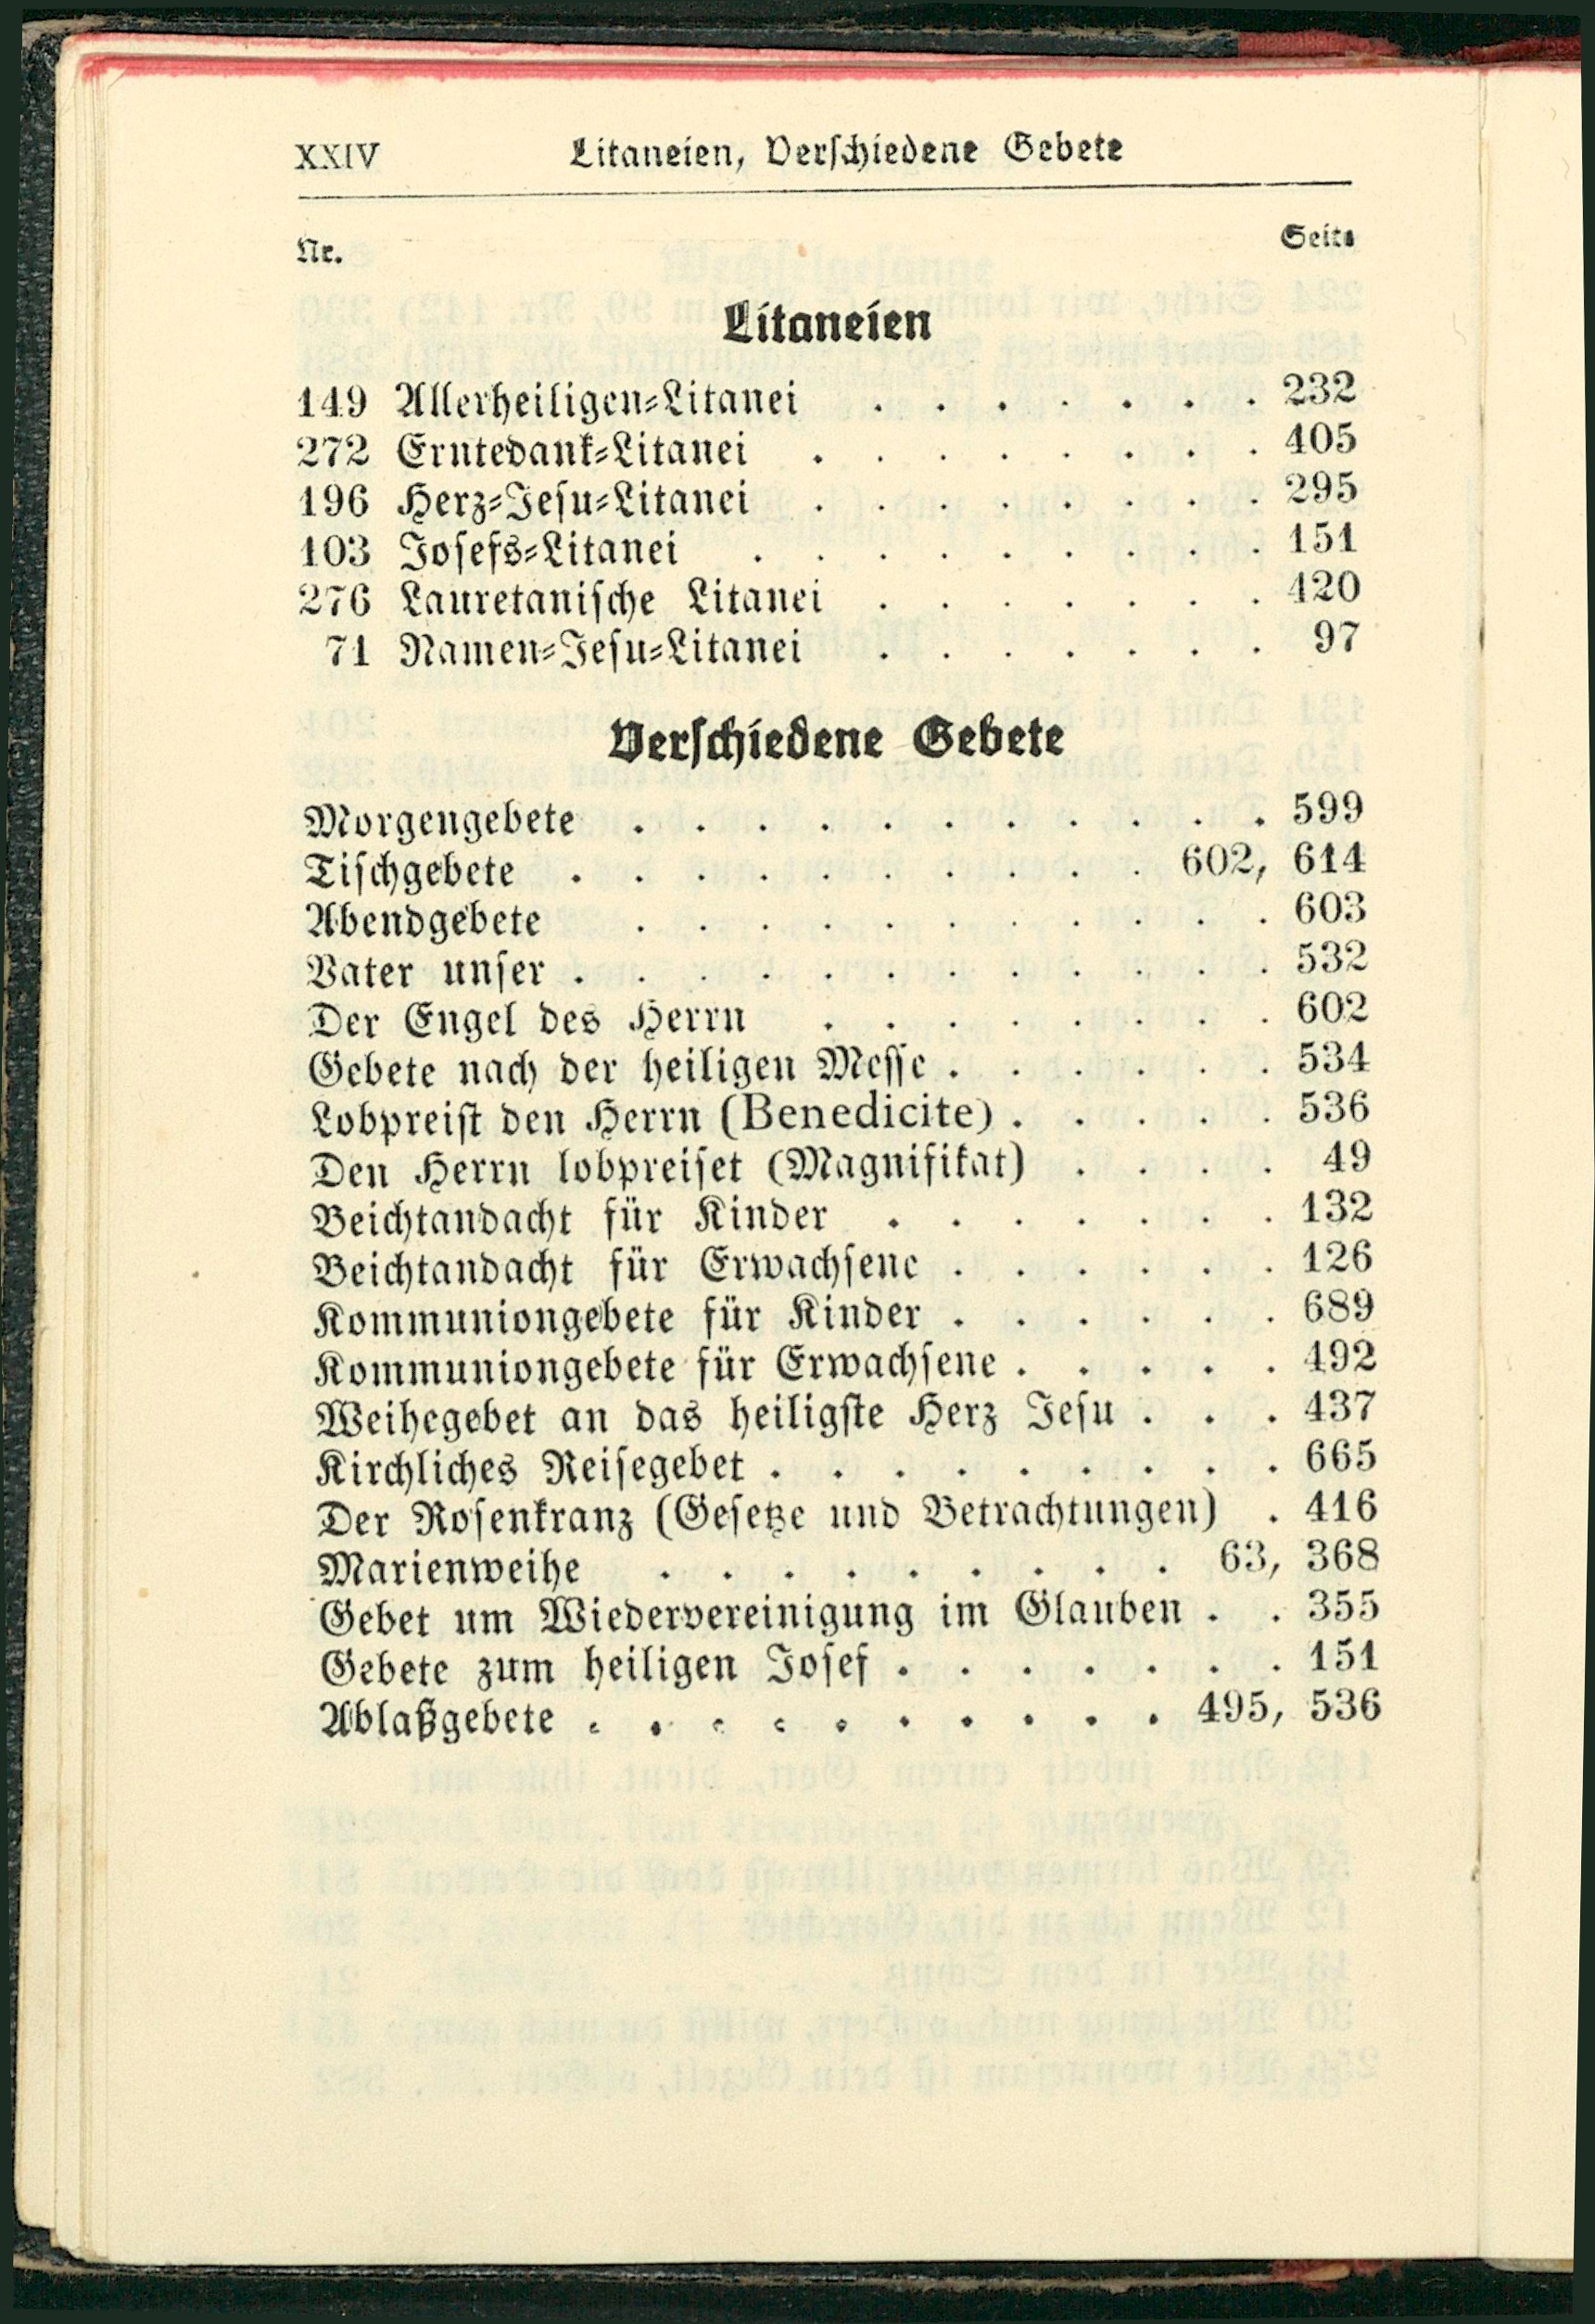 XXIV Litaneien, Verschiedene Gebete
Nr. Seite
Litaneien
149 Allerheiligen-Litanei . . . . . . . 232
272 Erntedank-Litanei . . . . . . . . 405
196 Herz-Jesu-Litanei . . . . . . . . 295
103 Josefs-Litanei . . . . . . . . . 151
276 Lauretanische Litanei . . . . . . . 420
71 Namen-Jesu-Litanei . . . . . . . 97
Verschiedene Gebete
Morgengebete . . . . . . . . . . . 599
Tischgebete . . . . . . . . . . 602, 614
Abendgebete . . . . . . . . . . . 603
Vater unser . . . . . . . . . . . . 532
Der Engel des Herrn . . . . . . . . 602
Gebete nach der heiligen Messe . . . . . . 534
Lobpreist den Herrn (Benedicite) . . . . . 536
Den Herrn lobpreiset (Magnifikat) . . . . 49
Beichtandacht für Kinder . . . . . . . 132
Beichtandacht für Erwachsene . . . . . . 126
Kommuniongebete für Kinder . . . . . . 689
Kommuniongebete für Erwachsene . . . . . 492
Weihegebet an das heiligste Herz Jesu . . . 437
Kirchliches Reisegebet . . . . . . . . . 665
Der Rosenkranz (Gesetze und Betrachtungen) . 416
Marienweihe . . . . . . . . . 63, 368
Gebet um Wiedervereinigung im Glauben . . 355
Gebete zum heiligen Josef . . . . . . . 151
Ablaßgebete . . . . . . . . . . 495, 536